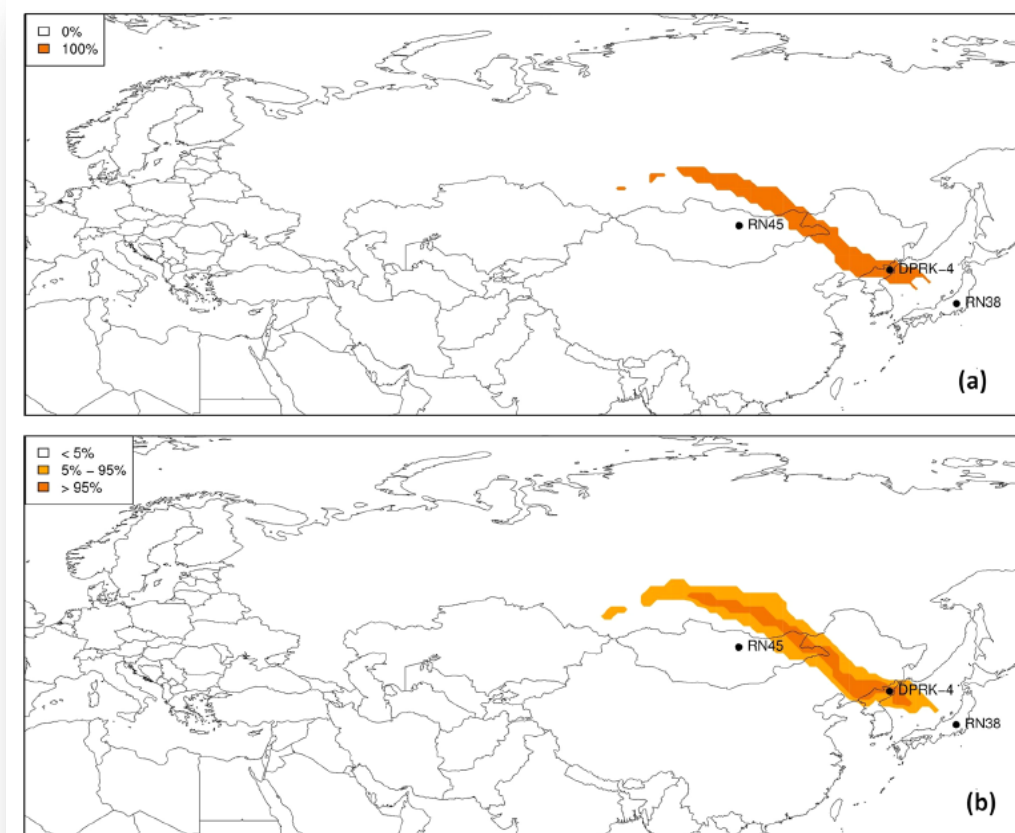 0%
100%
RN45
DPRK-4
RN38
(a)
< 5%
5% – 95%
> 95%
RN45
DPRK-4
RN38
(b)